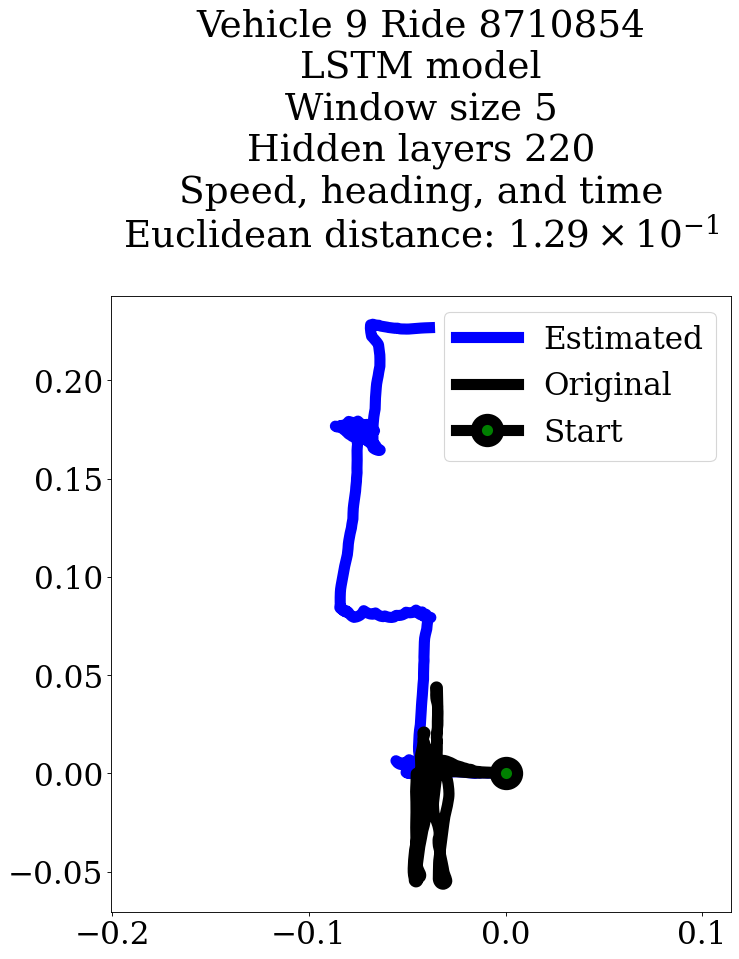 Vehicle 9 Ride 8710854
LSTM model
Window size 5
Hidden layers 220
Speed, heading, and time
Euclidean distance: 1.29 × 10⁻¹
Estimated
Original
Start
0.20
0.15
0.10
0.05
0.00
−0.05
−0.2
−0.1
0.0
0.1